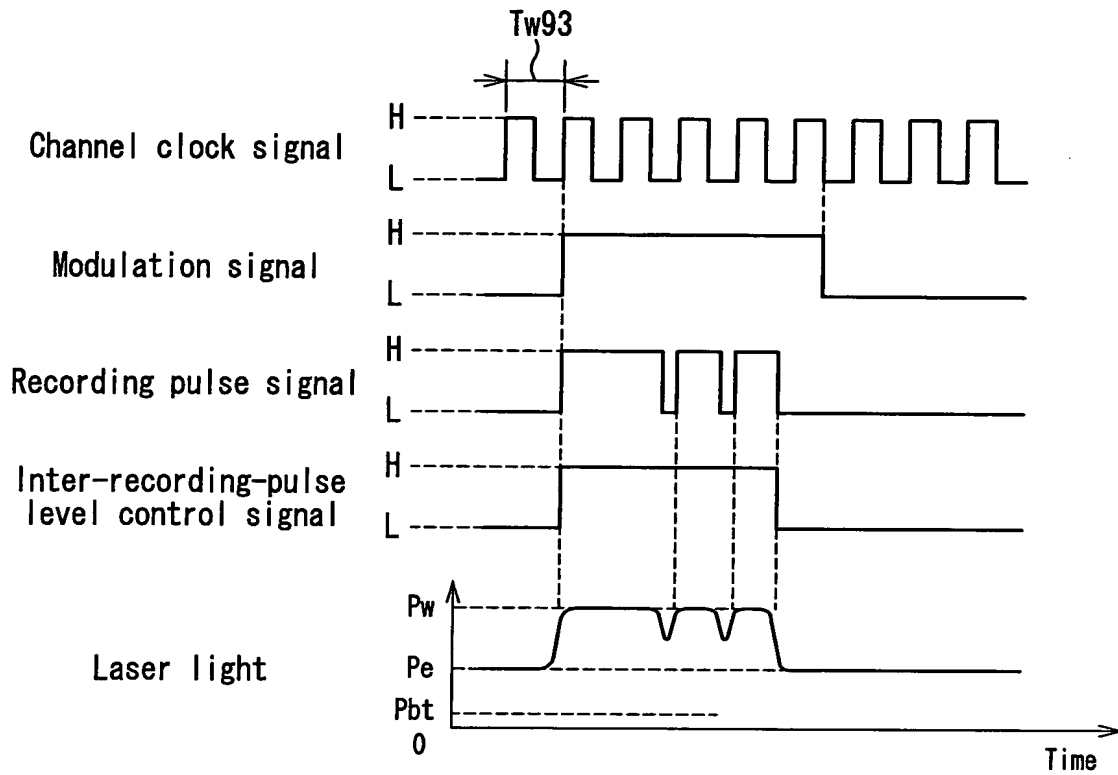 Tw93
Channel clock signal
H
L
Modulation signal
H
L
Recording pulse signal
H
L
Inter-recording-pulse
level control signal
H
L
Laser light
Pw
Pe
Pbt
0
Time